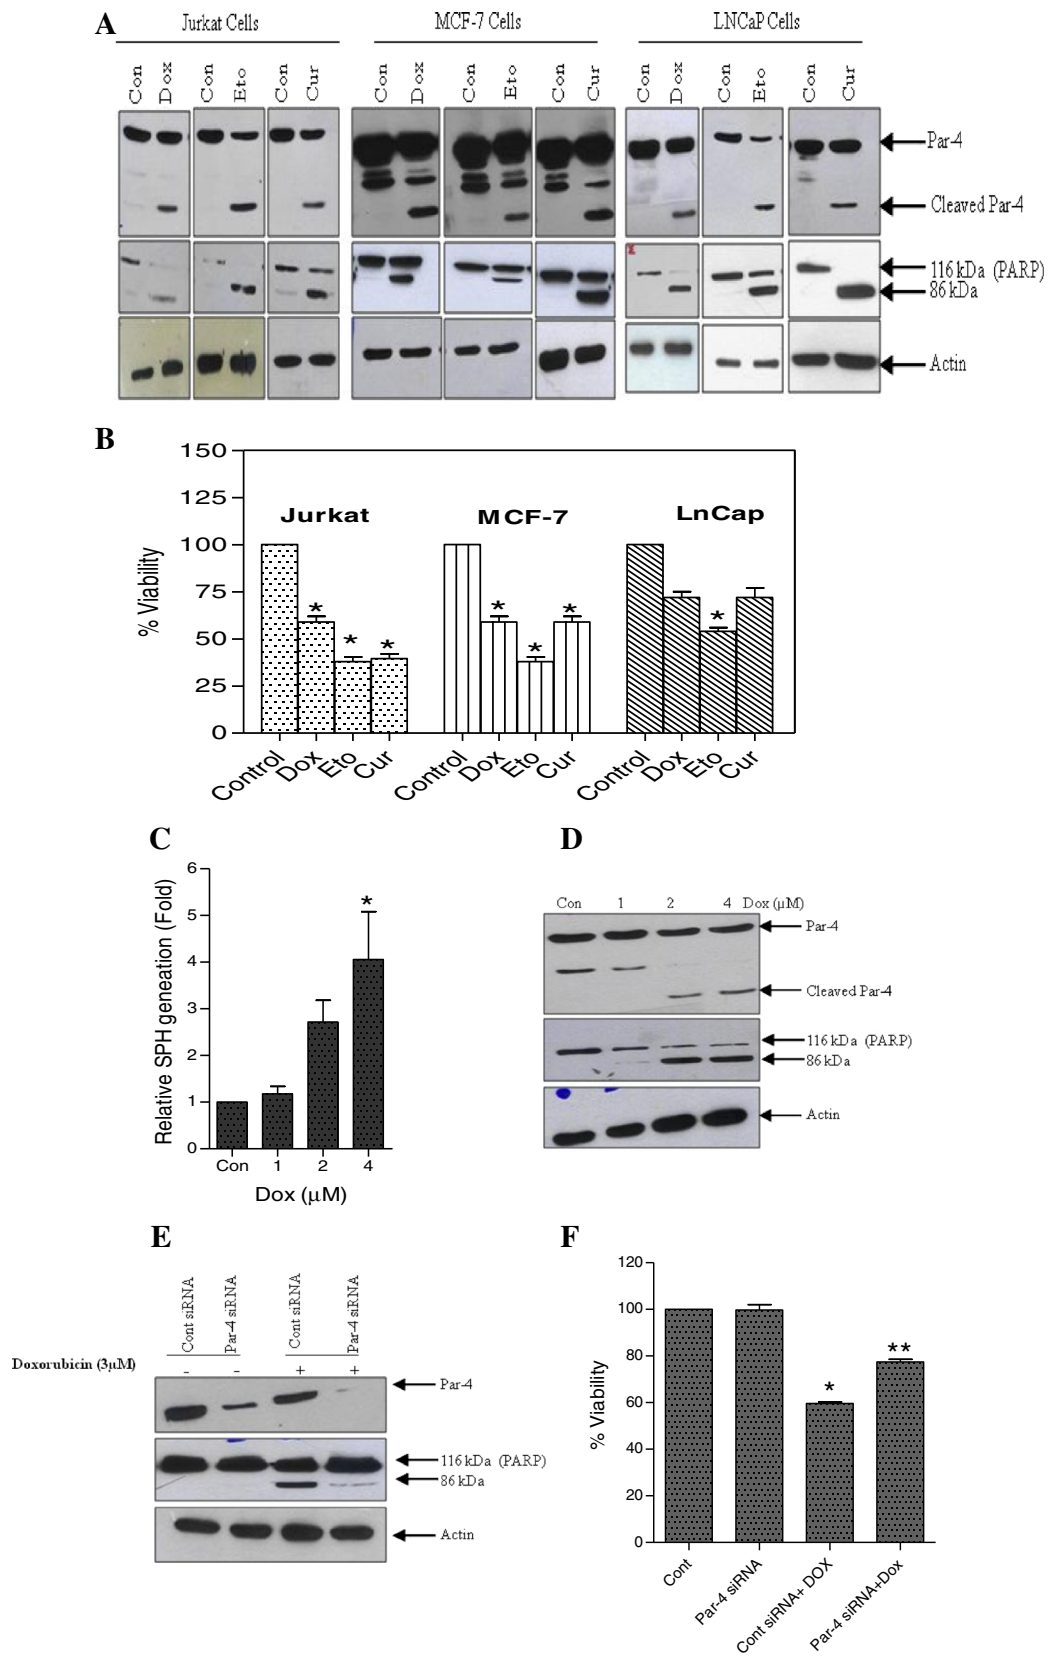 A
Jurkat Cells
MCF-7 Cells
LNCaP Cells
Con Dox Con Eto Con Cur
Con Dox Con Eto Con Cur
Con Dox Con Eto Con Cur
Par-4
Cleaved Par-4
116 kDa (PARP)
86 kDa
Actin
B
% Viability
150
125
100
75
50
25
0
Jurkat
MCF-7
LnCap
* * *
* * *
*
Control Dox Eto Cur
Control Dox Eto Cur
Control Dox Eto Cur
C
Relative SPH geneation (Fold)
6
5
4
3
2
1
0
*
Con 1 2 4
Dox (µM)
D
Con 1 2 4 Dox (µM)
Par-4
Cleaved Par-4
116 kDa (PARP)
86 kDa
Actin
E
Cont siRNA
Par-4 siRNA
Cont siRNA
Par-4 siRNA
Doxorubicin (3µM) - - + +
Par-4
116 kDa (PARP)
86 kDa
Actin
F
% Viability
120
100
80
60
40
20
0
*
**
Cont
Par-4 siRNA
Cont siRNA+ DOX
Par-4 siRNA+Dox